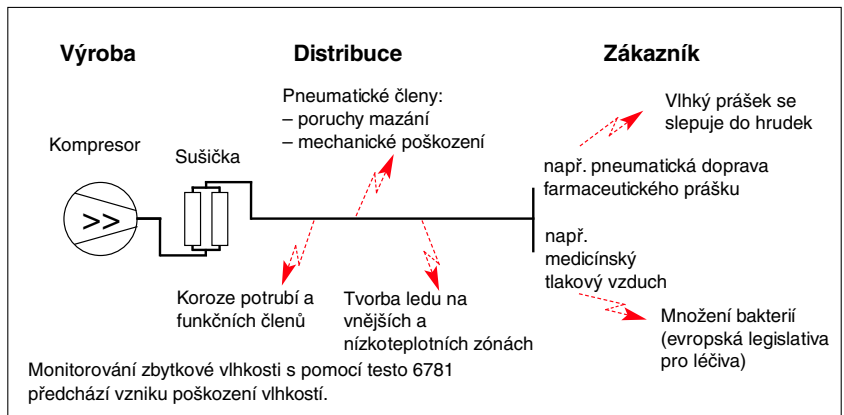 Výroba
Distribuce
Zákazník
Pneumatické členy:
– poruchy mazání
– mechanické poškození
Vlhký prášek se
slepuje do hrudek
Kompresor
Sušička
>>
např. pneumatická doprava
farmaceutického prášku
např.
medicínský
tlakový vzduch
Koroze potrubí a
funkčních členů
Tvorba ledu na
vnějších a
nízkoteplotních zónách
Množení bakterií
(evropská legislativa
pro léčiva)
Monitorování zbytkové vlhkosti s pomocí testo 6781
předchází vzniku poškození vlhkostí.